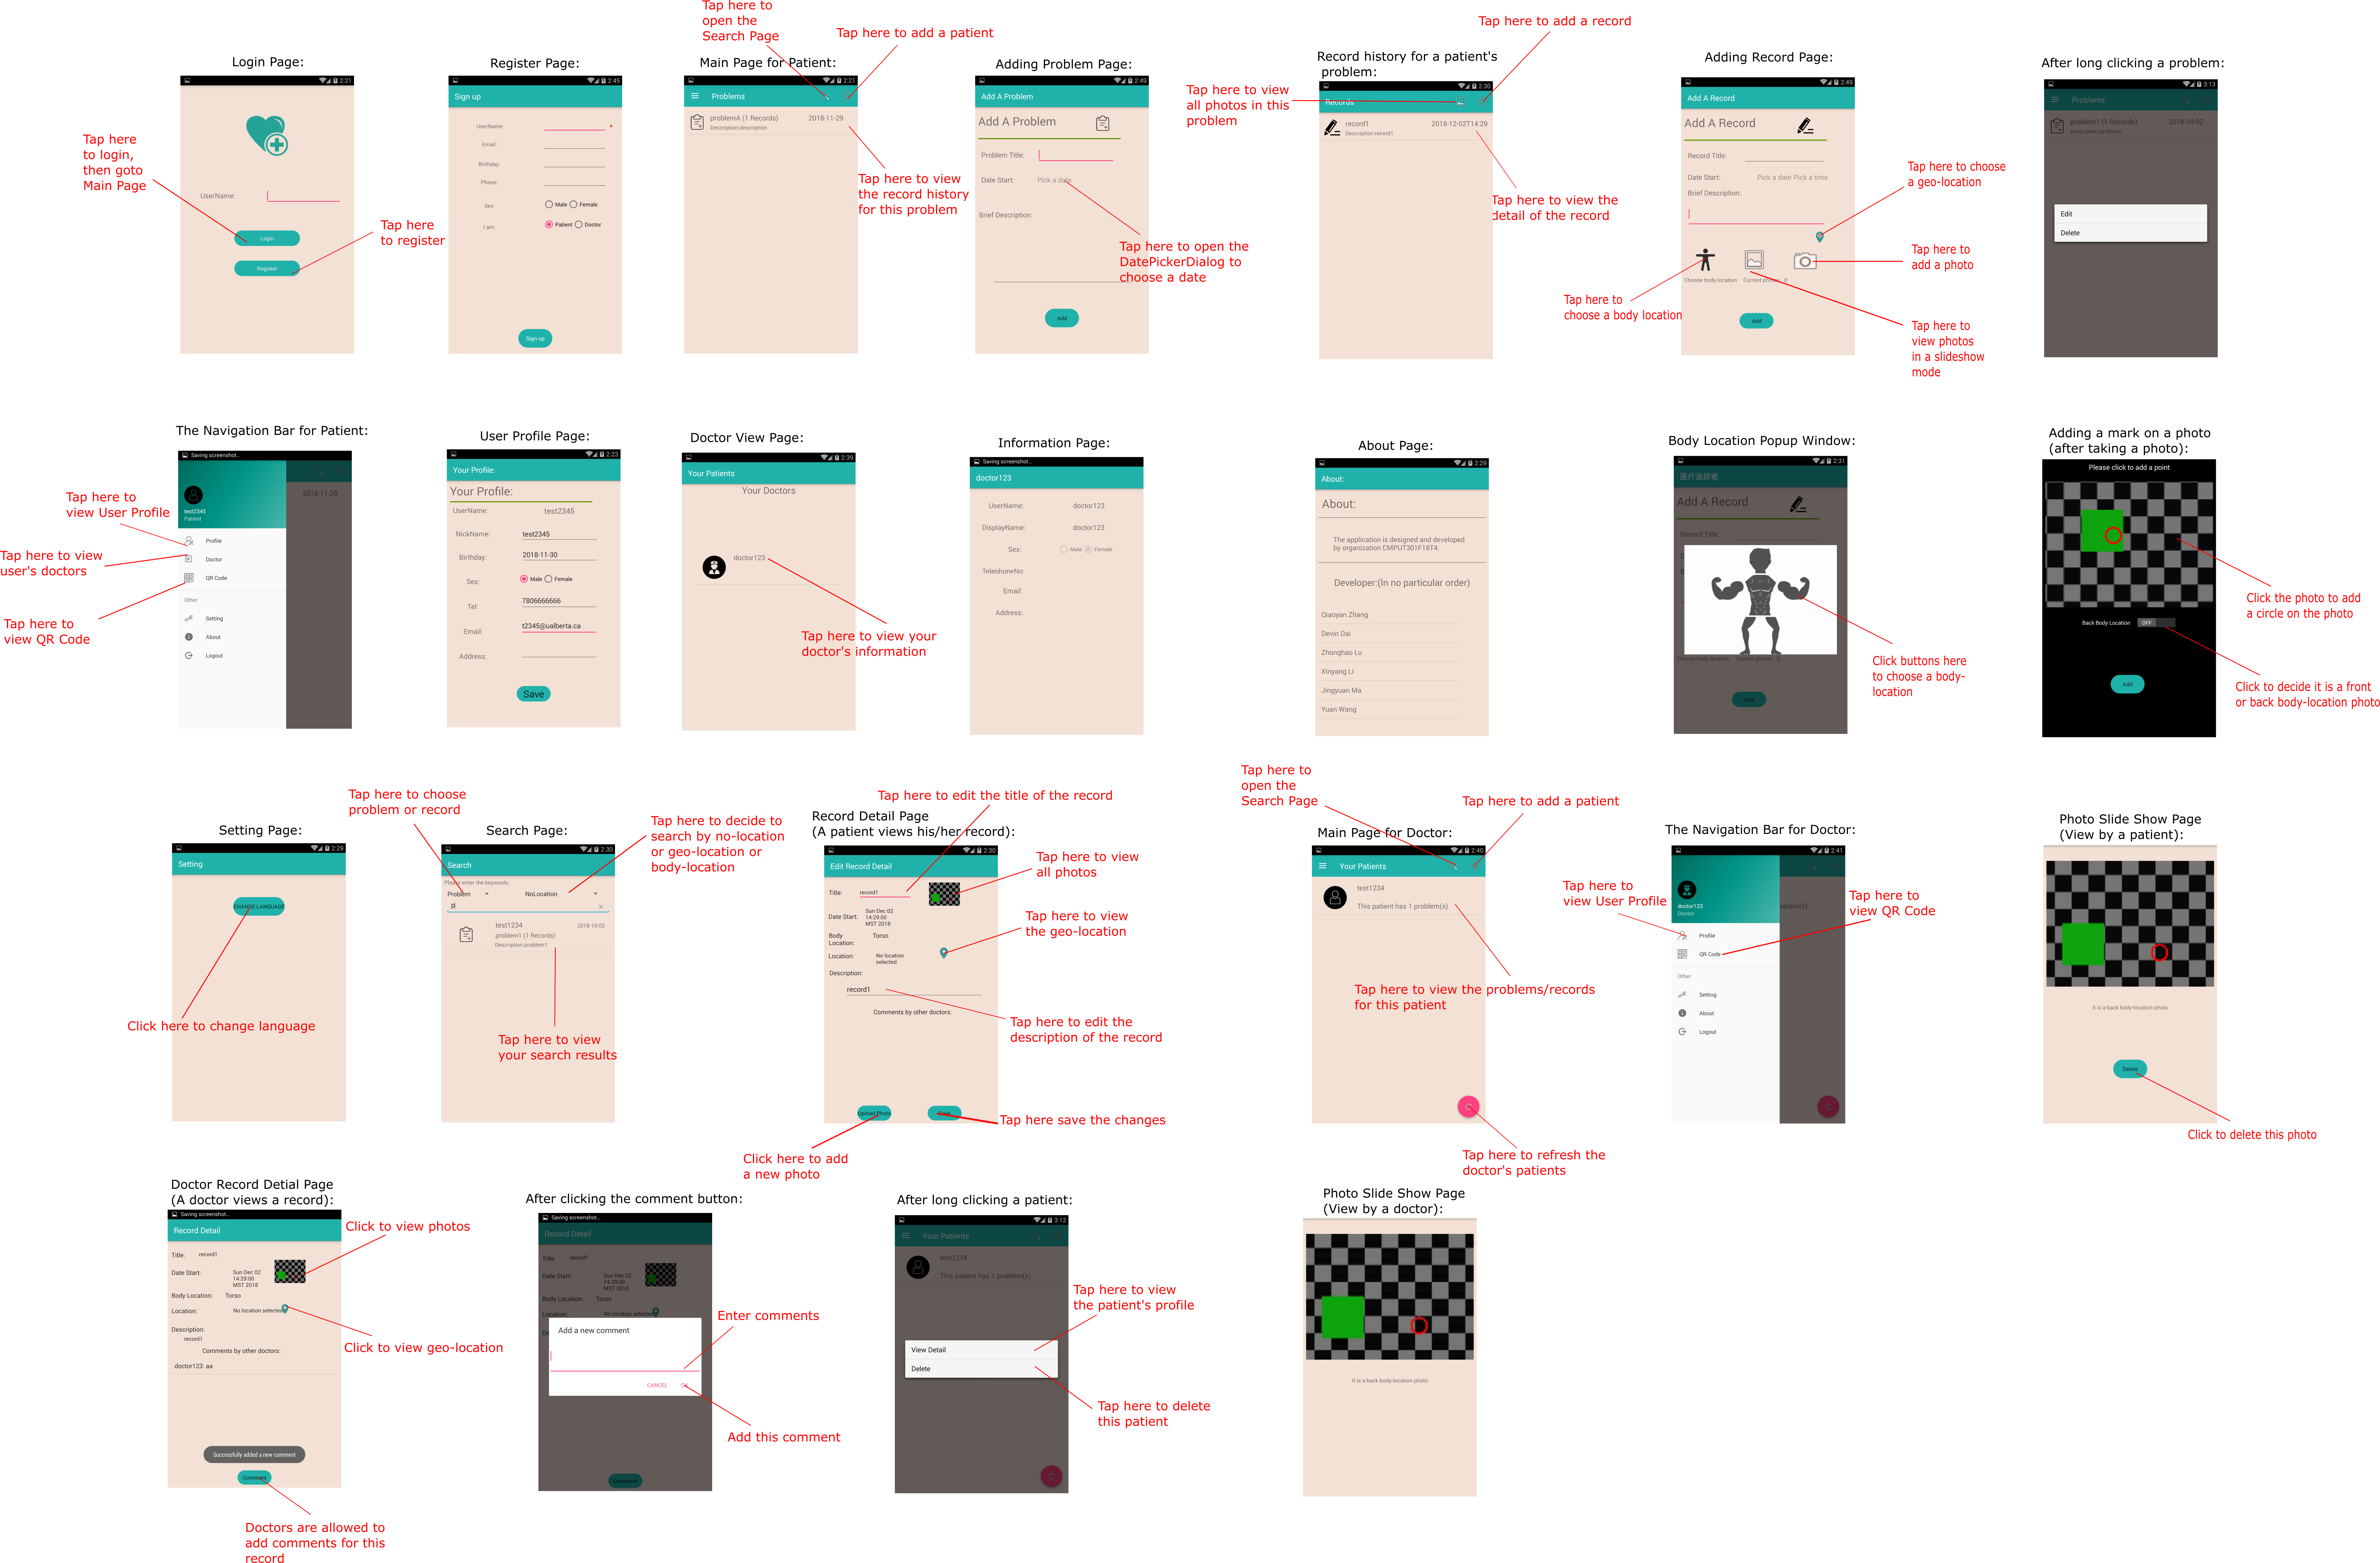 Login Page:
2:21
UserName:
Login
Register
Tap here
to login,
then goto
Main Page
Tap here
to register
Register Page:
2:45
Sign up
UserName:
*
Email:
Birthday:
Phone:
Sex:
Male
Female
I am:
Patient
Doctor
Sign up
Tap here to
open the
Search Page
Tap here to add a patient
Main Page for Patient:
2:21
Problems
problemA (1 Records)
2018-11-29
Description:description
Tap here to view
the record history
for this problem
Adding Problem Page:
2:49
Add A Problem
Add A Problem
Problem Title:
Date Start:
Pick a date
Brief Description:
Add
Tap here to open the
DatePickerDialog to
choose a date
Tap here to add a record
Record history for a patient's
problem:
Tap here to view
all photos in this
problem
2:30
Records
record1
2018-12-02T14:29
Description:record1
Tap here to view the
detail of the record
Adding Record Page:
2:49
Add A Record
Add A Record
Record Title:
Date Start:
Pick a date Pick a time
Brief Description:
Choose body location
Current photos: 0
Add
Tap here to choose
a geo-location
Tap here to
add a photo
Tap here to
choose a body location
Tap here to
view photos
in a slideshow
mode
After long clicking a problem:
3:13
Problems
problem1 (1 Records)
2018-10-02
Description:problem1
Edit
Delete
The Navigation Bar for Patient:
Saving screenshot...
2018-11-29
test2345
Patient
Profile
Doctor
QR Code
Other
Setting
About
Logout
Tap here to
view User Profile
Tap here to view
user's doctors
Tap here to
view QR Code
User Profile Page:
2:23
Your Profile:
Your Profile:
UserName:
test2345
NickName:
test2345
Birthday:
2018-11-30
Sex:
Male
Female
Tel:
7806666666
Email:
t2345@ualberta.ca
Address:
Save
Doctor View Page:
2:39
Your Patients
Your Doctors
doctor123
Tap here to view your
doctor's information
Information Page:
Saving screenshot...
doctor123
UserName:
doctor123
DisplayName:
doctor123
Sex:
Male
Female
TeleohoneNo:
Email:
Address:
About Page:
2:29
About:
About:
The application is designed and developed
by organization CMPUT301F18T4.
Developer:(In no particular order)
Qiaoyan Zhang
Devin Dai
Zhonghao Lu
Xinyang Li
Jingyuan Ma
Yuan Wang
Body Location Popup Window:
2:31
医疗追踪者
Add A Record
Record Title:
Choose body location
Current photos: 0
Add
Click buttons here
to choose a body-
location
Adding a mark on a photo
(after taking a photo):
Please click to add a point
Back Body Location
OFF
Add
Click the photo to add
a circle on the photo
Click to decide it is a front
or back body-location photo
Setting Page:
2:29
Setting
CHANGE LANGUAGE
Click here to change language
Tap here to choose
problem or record
Search Page:
2:30
Search
Please enter the keywords:
Problem
NoLocation
p
test1234
2018-10-02
problem1 (1 Records)
Description:problem1
Tap here to decide to
search by no-location
or geo-location or
body-location
Tap here to view
your search results
Tap here to edit the title of the record
Record Detail Page
(A patient views his/her record):
2:30
Edit Record Detail
Title:
record1
Date Start:
Sun Dec 02
14:29:00
MST 2018
Body
Location:
Torso
Location:
No location
selected
Description:
record1
Comments by other doctors:
Upload Photo
Save
Tap here to view
all photos
Tap here to view
the geo-location
Tap here to edit the
description of the record
Tap here save the changes
Click here to add
a new photo
Tap here to
open the
Search Page
Tap here to add a patient
Main Page for Doctor:
2:40
Your Patients
test1234
This patient has 1 problem(s)
Tap here to view the problems/records
for this patient
Tap here to refresh the
doctor's patients
The Navigation Bar for Doctor:
2:41
oblem(s)
doctor123
Doctor
Profile
QR Code
Other
Setting
About
Logout
Tap here to
view User Profile
Tap here to
view QR Code
Photo Slide Show Page
(View by a patient):
It is a back body-location photo
Delete
Click to delete this photo
Doctor Record Detial Page
(A doctor views a record):
Saving screenshot...
Record Detail
Title:
record1
Date Start:
Sun Dec 02
14:29:00
MST 2018
Body Location:
Torso
Location:
No location selected
Description:
record1
Comments by other doctors:
doctor123: aa
Successfully added a new comment
Comment
Click to view photos
Click to view geo-location
Doctors are allowed to
add comments for this
record
After clicking the comment button:
Saving screenshot...
Record Detail
Title:
record1
Date Start:
Sun Dec 02
14:29:00
MST 2018
Body Location:
Torso
Location:
No location selected
De
Add a new comment
CANCEL
OK
Comment
Enter comments
Add this comment
After long clicking a patient:
3:12
Your Patients
test1234
This patient has 1 problem(s)
View Detail
Delete
Tap here to view
the patient's profile
Tap here to delete
this patient
Photo Slide Show Page
(View by a doctor):
It is a back body-location photo